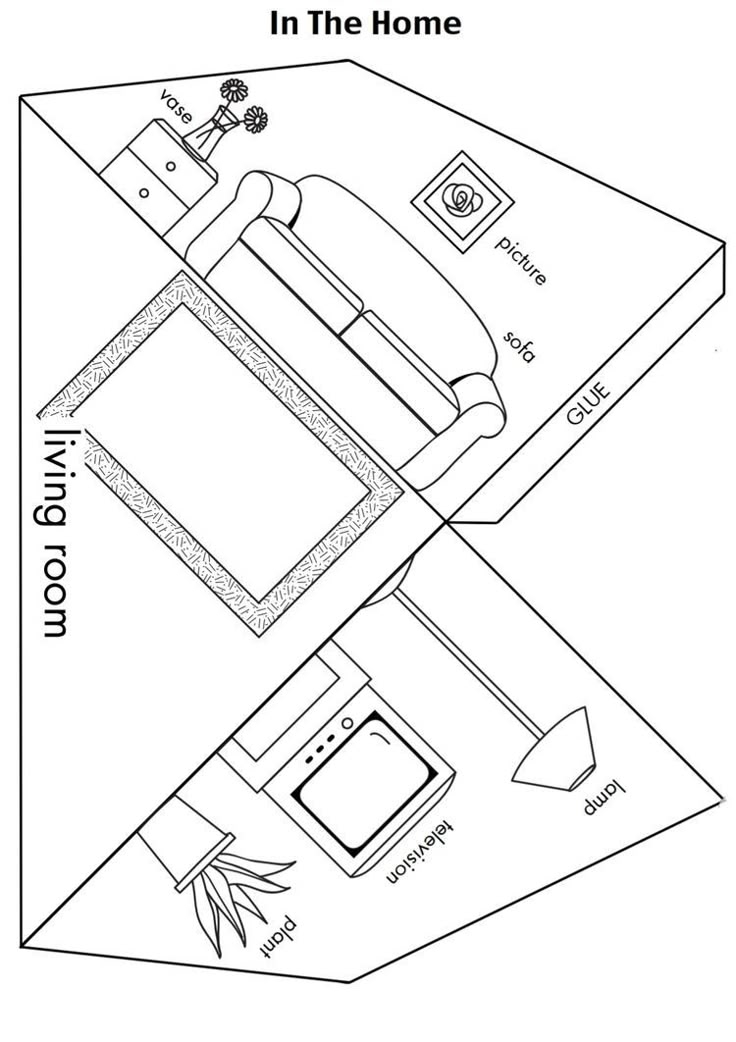 In The Home
vase
picture
sofa
GLUE
living room
lamp
television
plant